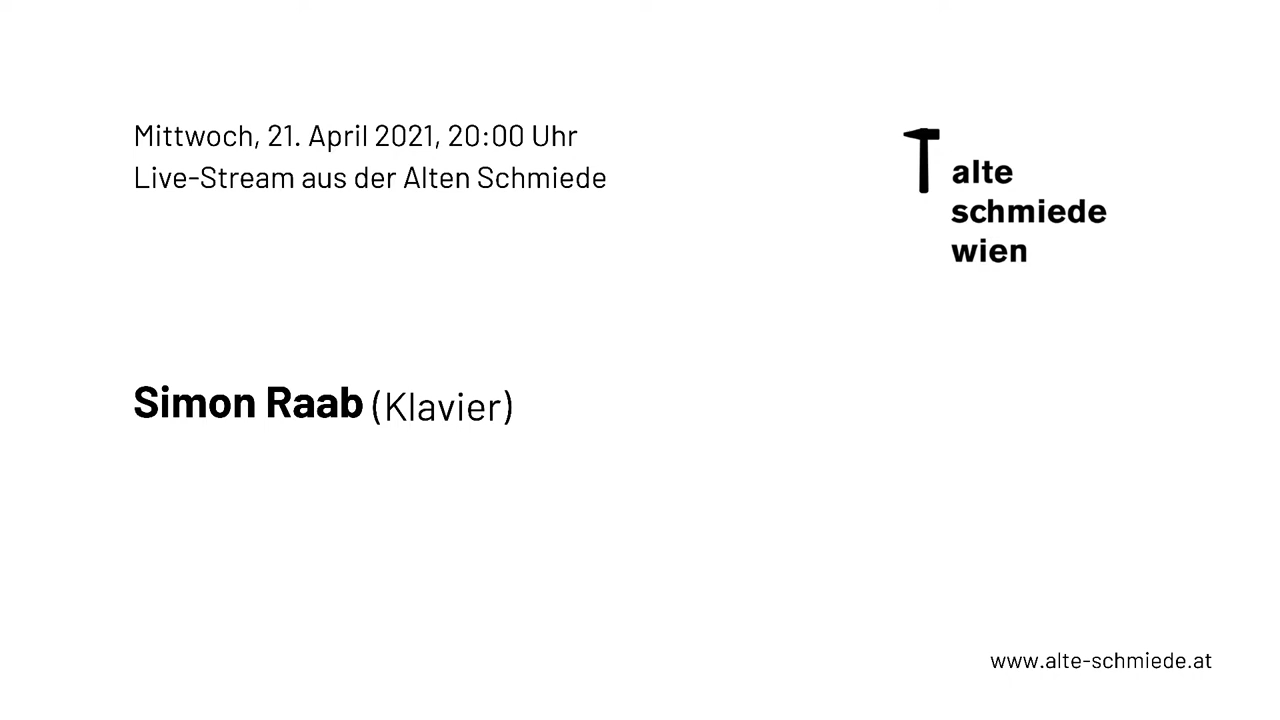 Mittwoch, 21. April 2021, 20:00 Uhr
Live-Stream aus der Alten Schmiede
alte
schmiede
wien
Simon Raab (Klavier)
www.alte-schmiede.at